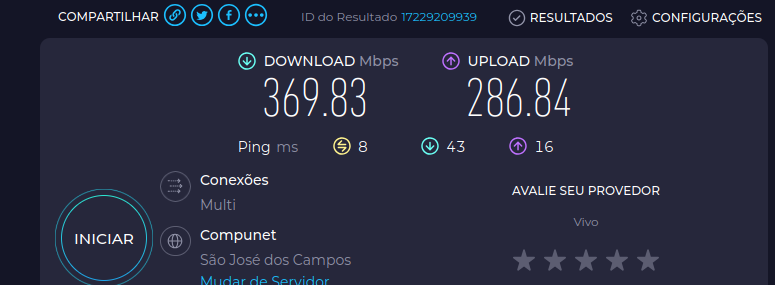 COMPARTILHAR ID do Resultado 17229209939 RESULTADOS CONFIGURAÇÕES
DOWNLOAD Mbps UPLOAD Mbps
369.83 286.84
Ping ms 8 43 16
Conexões
Multi
AVALIE SEU PROVEDOR
Vivo
INICIAR
Compunet
São José dos Campos
Mudar de Servidor